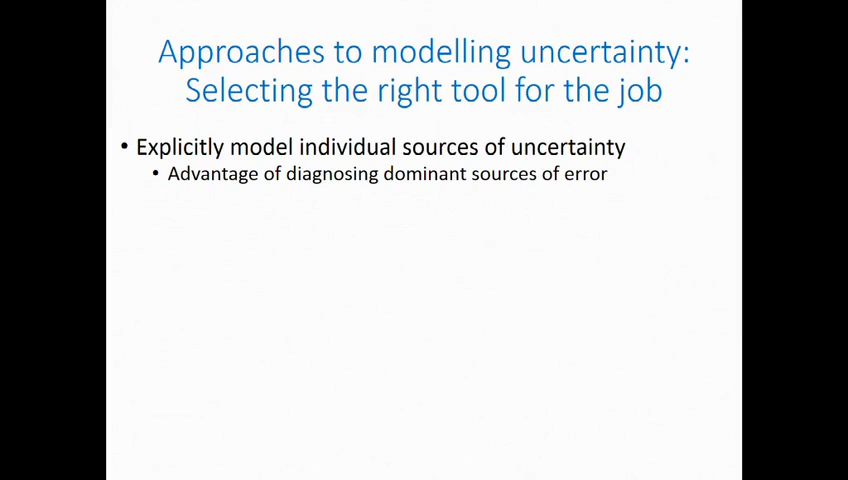 Approaches to modelling uncertainty:
Selecting the right tool for the job
• Explicitly model individual sources of uncertainty
• Advantage of diagnosing dominant sources of error